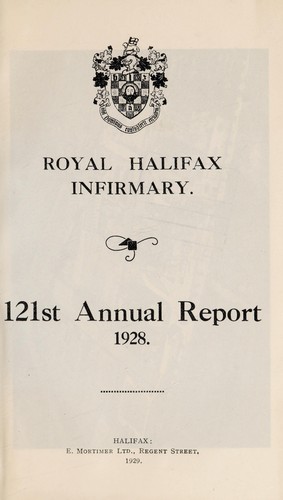 ROYAL HALIFAX
INFIRMARY.
121st Annual Report
1928.
HALIFAX:
E. MORTIMER LTD., REGENT STREET,
1929.